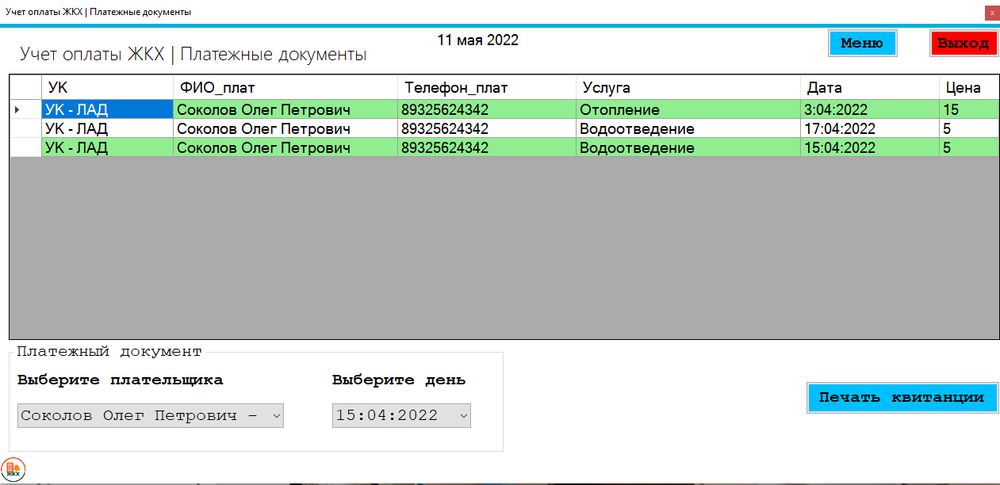 Учет оплаты ЖКХ | Платежные документы
x
11 мая 2022
Меню
Выход
Учет оплаты ЖКХ | Платежные документы
УК ФИО_плат Телефон_плат Услуга Дата Цена
УК - ЛАД Соколов Олег Петрович 89325624342 Отопление 3:04:2022 15
УК - ЛАД Соколов Олег Петрович 89325624342 Водоотведение 17:04:2022 5
УК - ЛАД Соколов Олег Петрович 89325624342 Водоотведение 15:04:2022 5
Платежный документ
Выберите плательщика Выберите день
Соколов Олег Петрович - 15:04:2022
Печать квитанции
ЖКХ